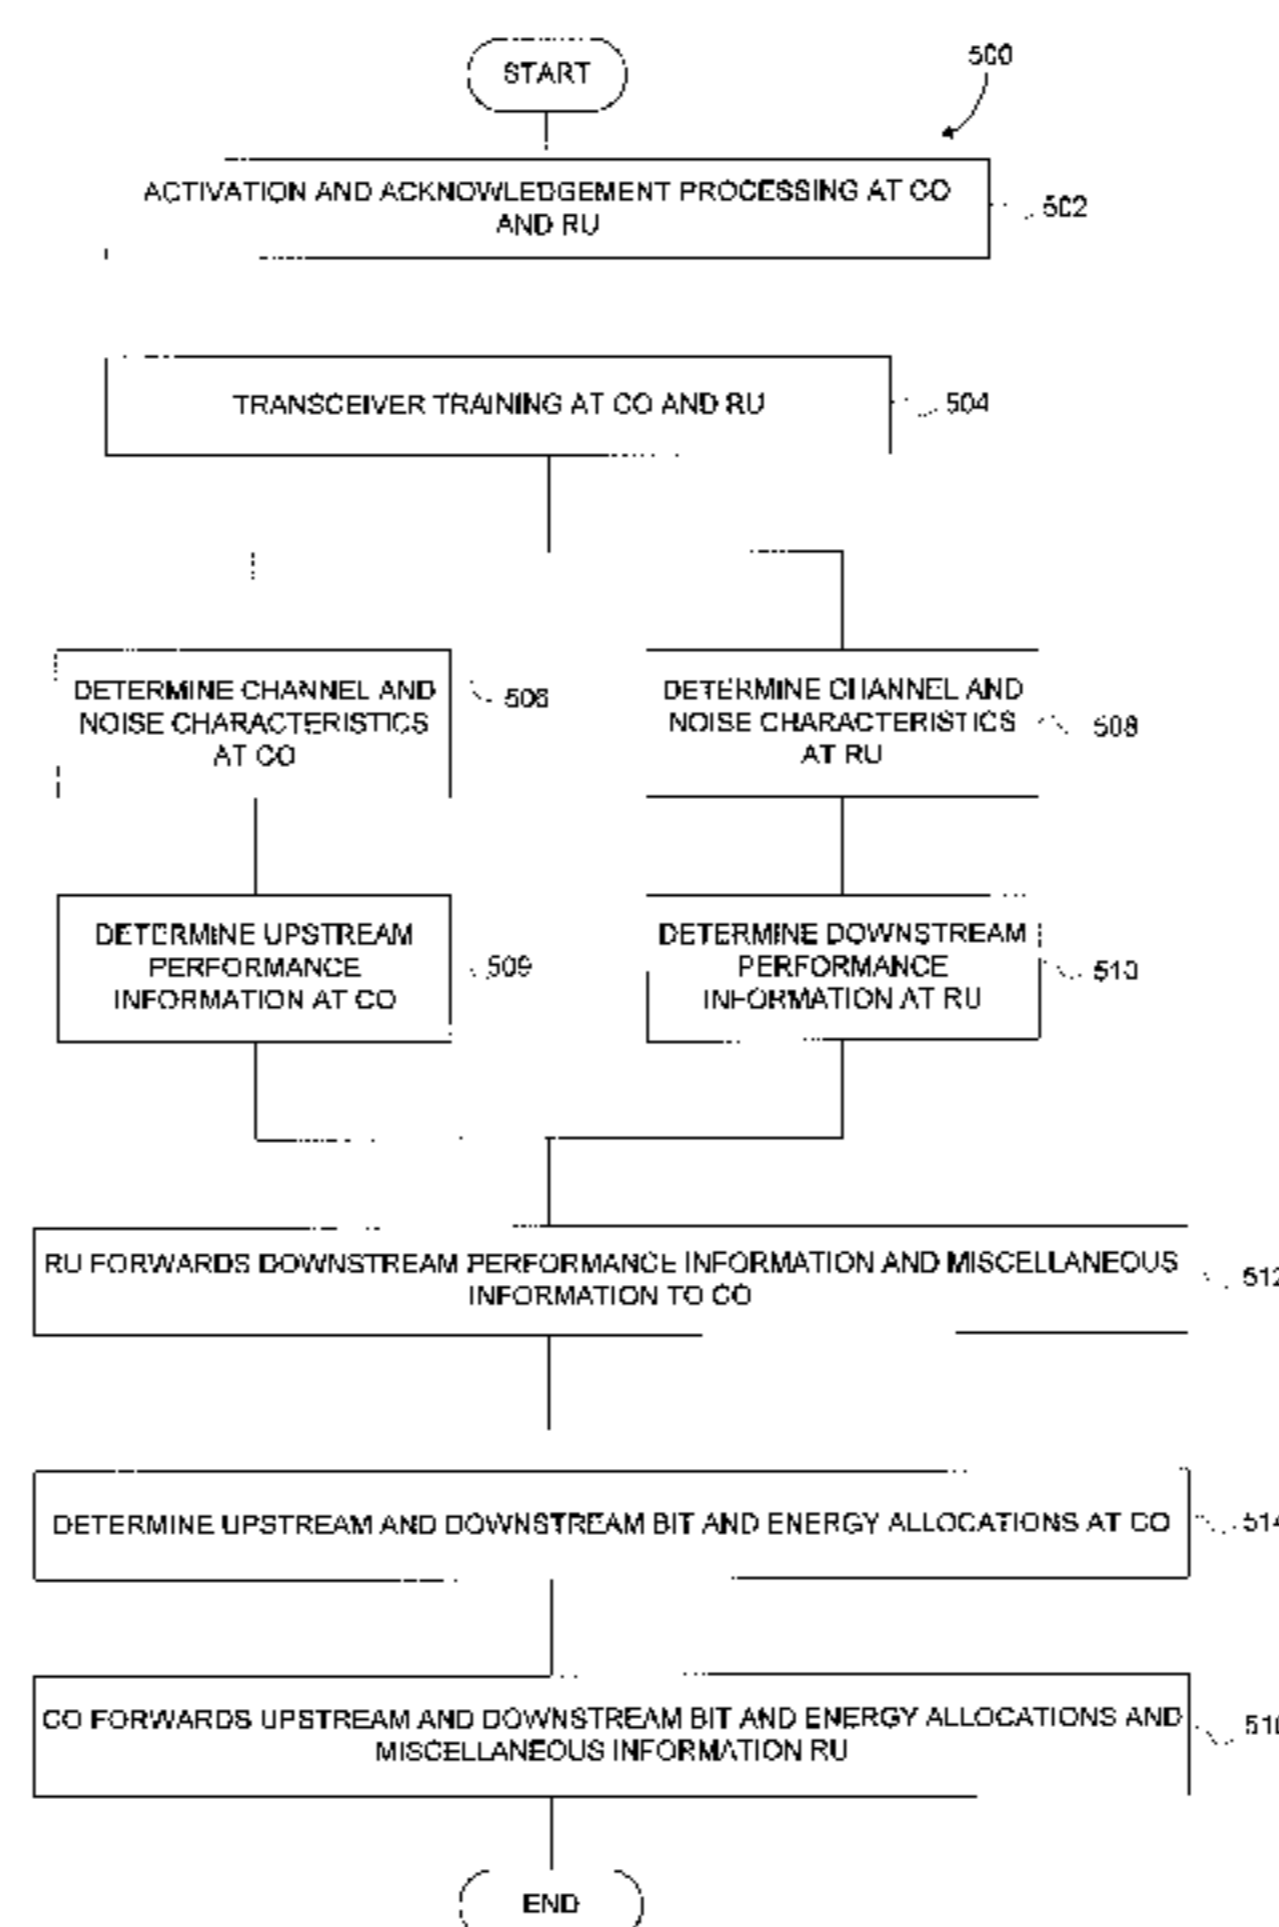 START
500
ACTIVATION AND ACKNOWLEDGEMENT PROCESSING AT CO
AND RU
502
TRANSCEIVER TRAINING AT CO AND RU
504
DETERMINE CHANNEL AND
NOISE CHARACTERISTICS
AT CO
506
DETERMINE CHANNEL AND
NOISE CHARACTERISTICS
AT RU
508
DETERMINE UPSTREAM
PERFORMANCE
INFORMATION AT CO
509
DETERMINE DOWNSTREAM
PERFORMANCE
INFORMATION AT RU
510
RU FORWARDS DOWNSTREAM PERFORMANCE INFORMATION AND MISCELLANEOUS
INFORMATION TO CO
512
DETERMINE UPSTREAM AND DOWNSTREAM BIT AND ENERGY ALLOCATIONS AT CO
514
CO FORWARDS UPSTREAM AND DOWNSTREAM BIT AND ENERGY ALLOCATIONS AND
MISCELLANEOUS INFORMATION RU
END